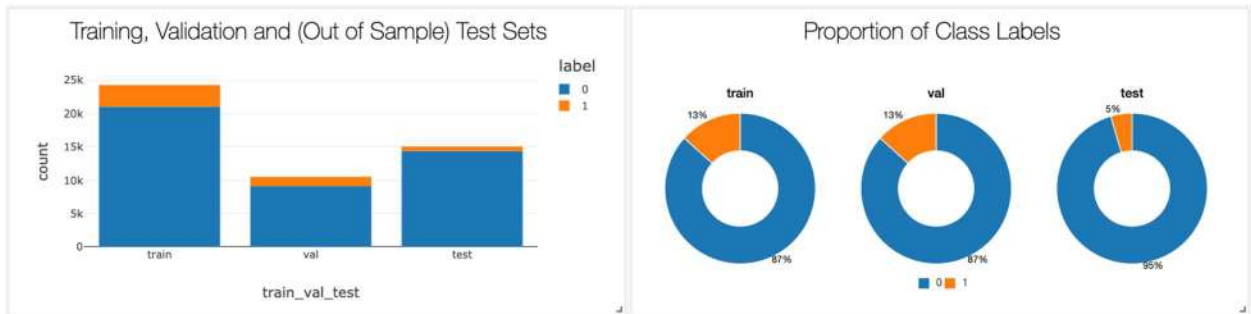 Training, Validation and (Out of Sample) Test Sets
label
0
1
25k
20k
15k
10k
5k
0
count
train
val
test
train_val_test
Proportion of Class Labels
train
val
test
13%
13%
5%
87%
87%
95%
0 1